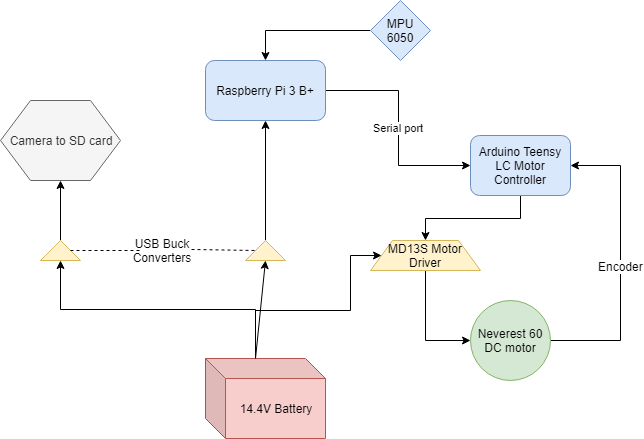 MPU
6050
Raspberry Pi 3 B+
Serial port
Camera to SD card
Arduino Teensy
LC Motor
Controller
USB Buck
Converters
MD13S Motor
Driver
Encoder
Neverest 60
DC motor
14.4V Battery